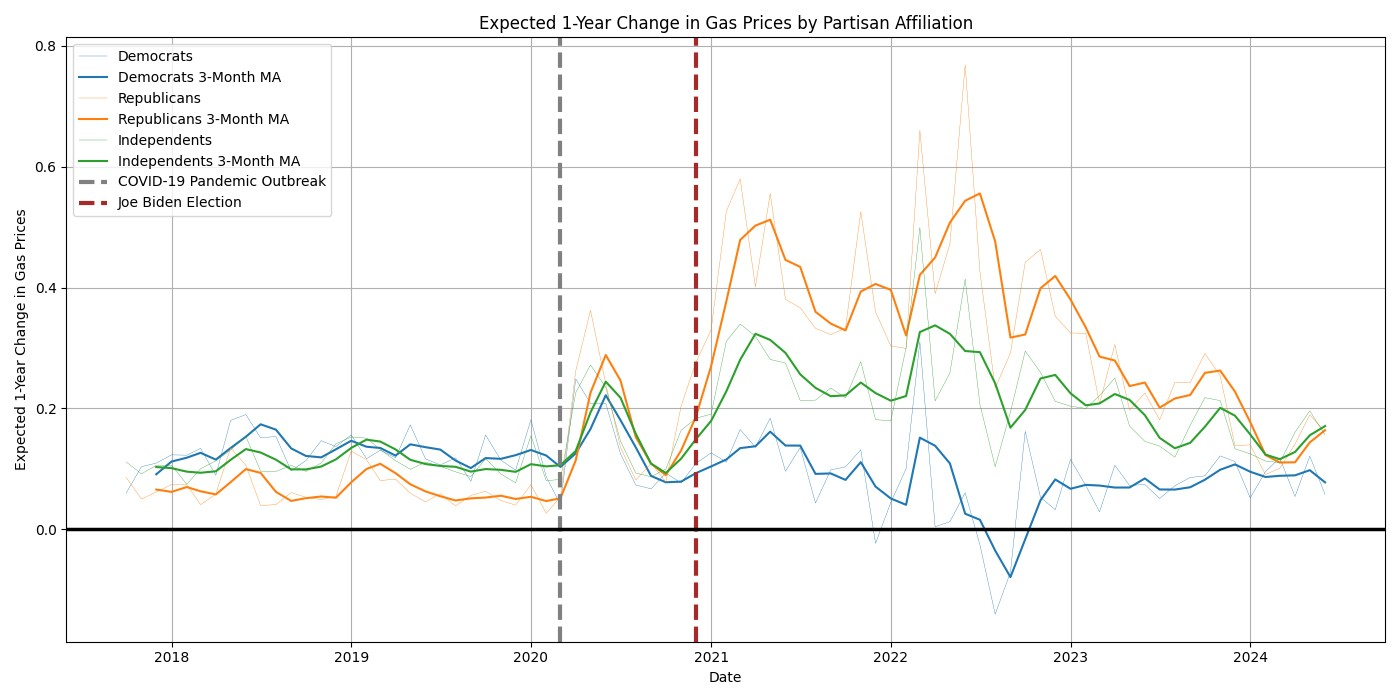 Expected 1-Year Change in Gas Prices by Partisan Affiliation
Expected 1-Year Change in Gas Prices
0.8
0.6
0.4
0.2
0.0
Democrats
Democrats 3-Month MA
Republicans
Republicans 3-Month MA
Independents
Independents 3-Month MA
COVID-19 Pandemic Outbreak
Joe Biden Election
2018 2019 2020 2021 2022 2023 2024
Date